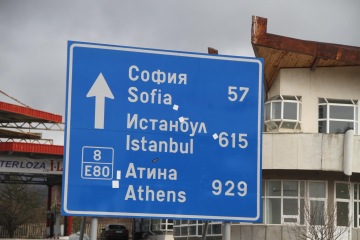 София
Sofia 57
Истанбул
Istanbul 615
8
E80
Атина
Athens 929